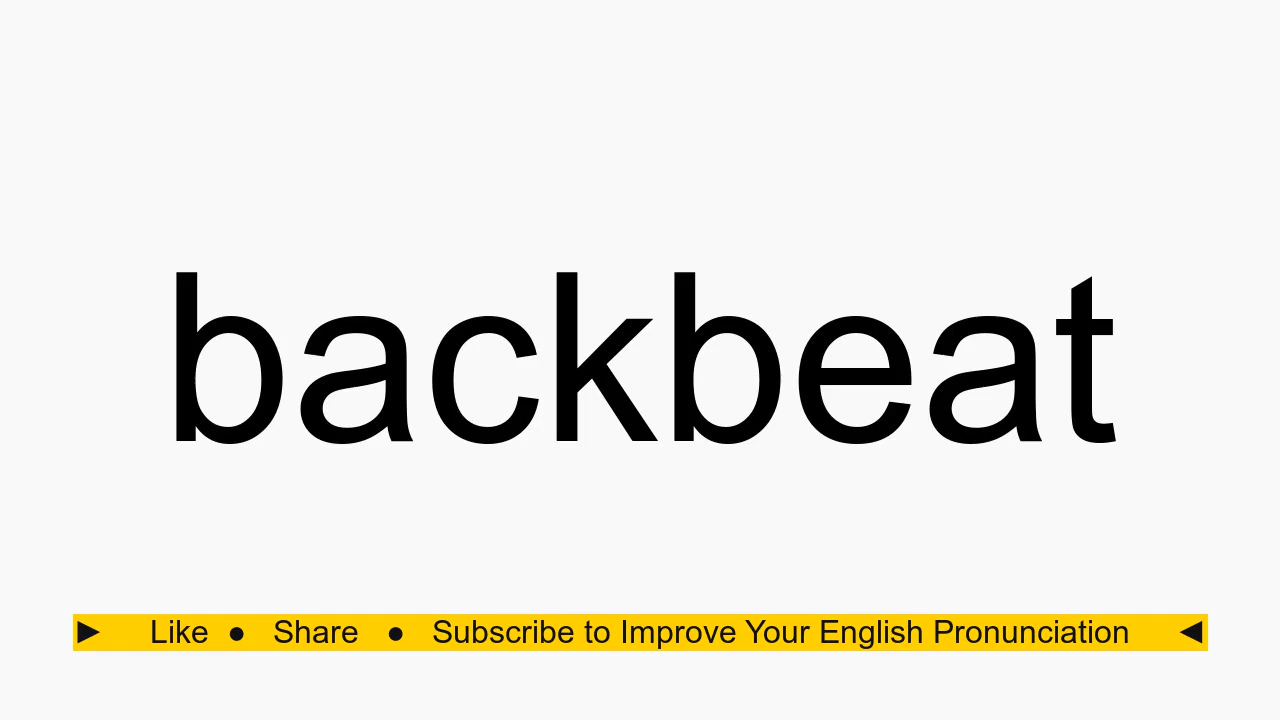 backbeat
► Like ● Share ● Subscribe to Improve Your English Pronunciation ◄